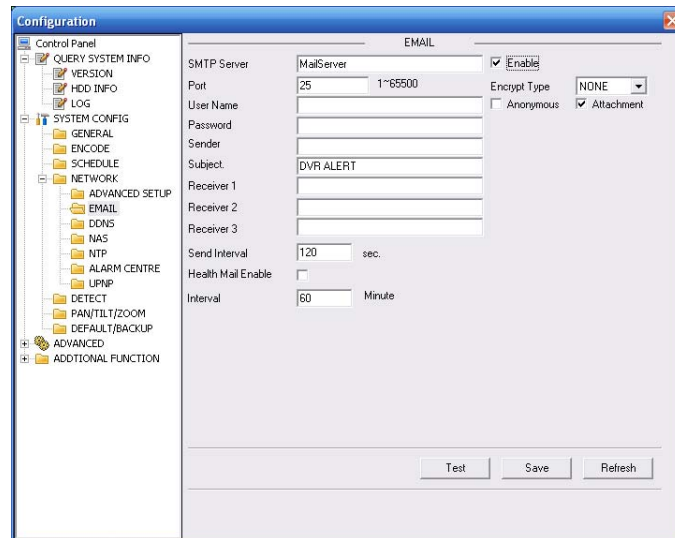 Configuration
Control Panel
QUERY SYSTEM INFO
VERSION
HDD INFO
LOG
SYSTEM CONFIG
GENERAL
ENCODE
SCHEDULE
NETWORK
ADVANCED SETUP
EMAIL
DDNS
NAS
NTP
ALARM CENTRE
UPNP
DETECT
PAN/TILT/ZOOM
DEFAULT/BACKUP
ADVANCED
ADDTIONAL FUNCTION
EMAIL
SMTP Server MailServer Enable
Port 25 1~65500 Encrypt Type NONE
User Name Anonymous Attachment
Password
Sender
Subject. DVR ALERT
Receiver 1
Receiver 2
Receiver 3
Send Interval 120 sec.
Health Mail Enable
Interval 60 Minute
Test Save Refresh